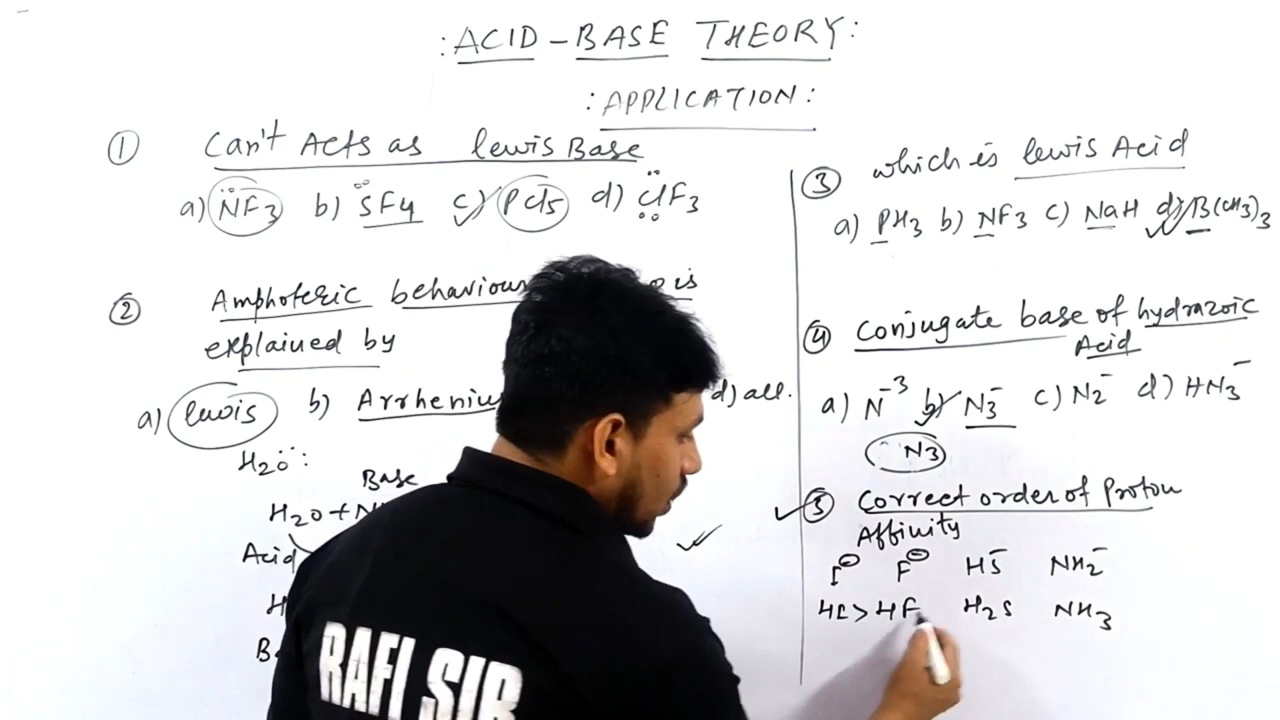 : ACID - BASE THEORY :
: APPLICATION :
① Can't Acts as lewis Base
a) NF3 b) SF4 c) PCl5 d) ClF3
② Amphoteric behaviour is
explained by
a) lewis b) Arrhenius d) all.
H2O
Base
H2O + N
Acid
H
B
③ which is lewis Acid
a) PH3 b) NF3 c) NaH d) B(CH3)3
④ Conjugate base of hydrazoic
Acid
a) N⁻³ b) N3⁻ c) N2⁻ d) HN3⁻
N3
⑤ Correct order of Proton
Affinity
I⊖ F⊖ HS⁻ NH2⁻
HI > HF H2S NH3
RAFI SIR